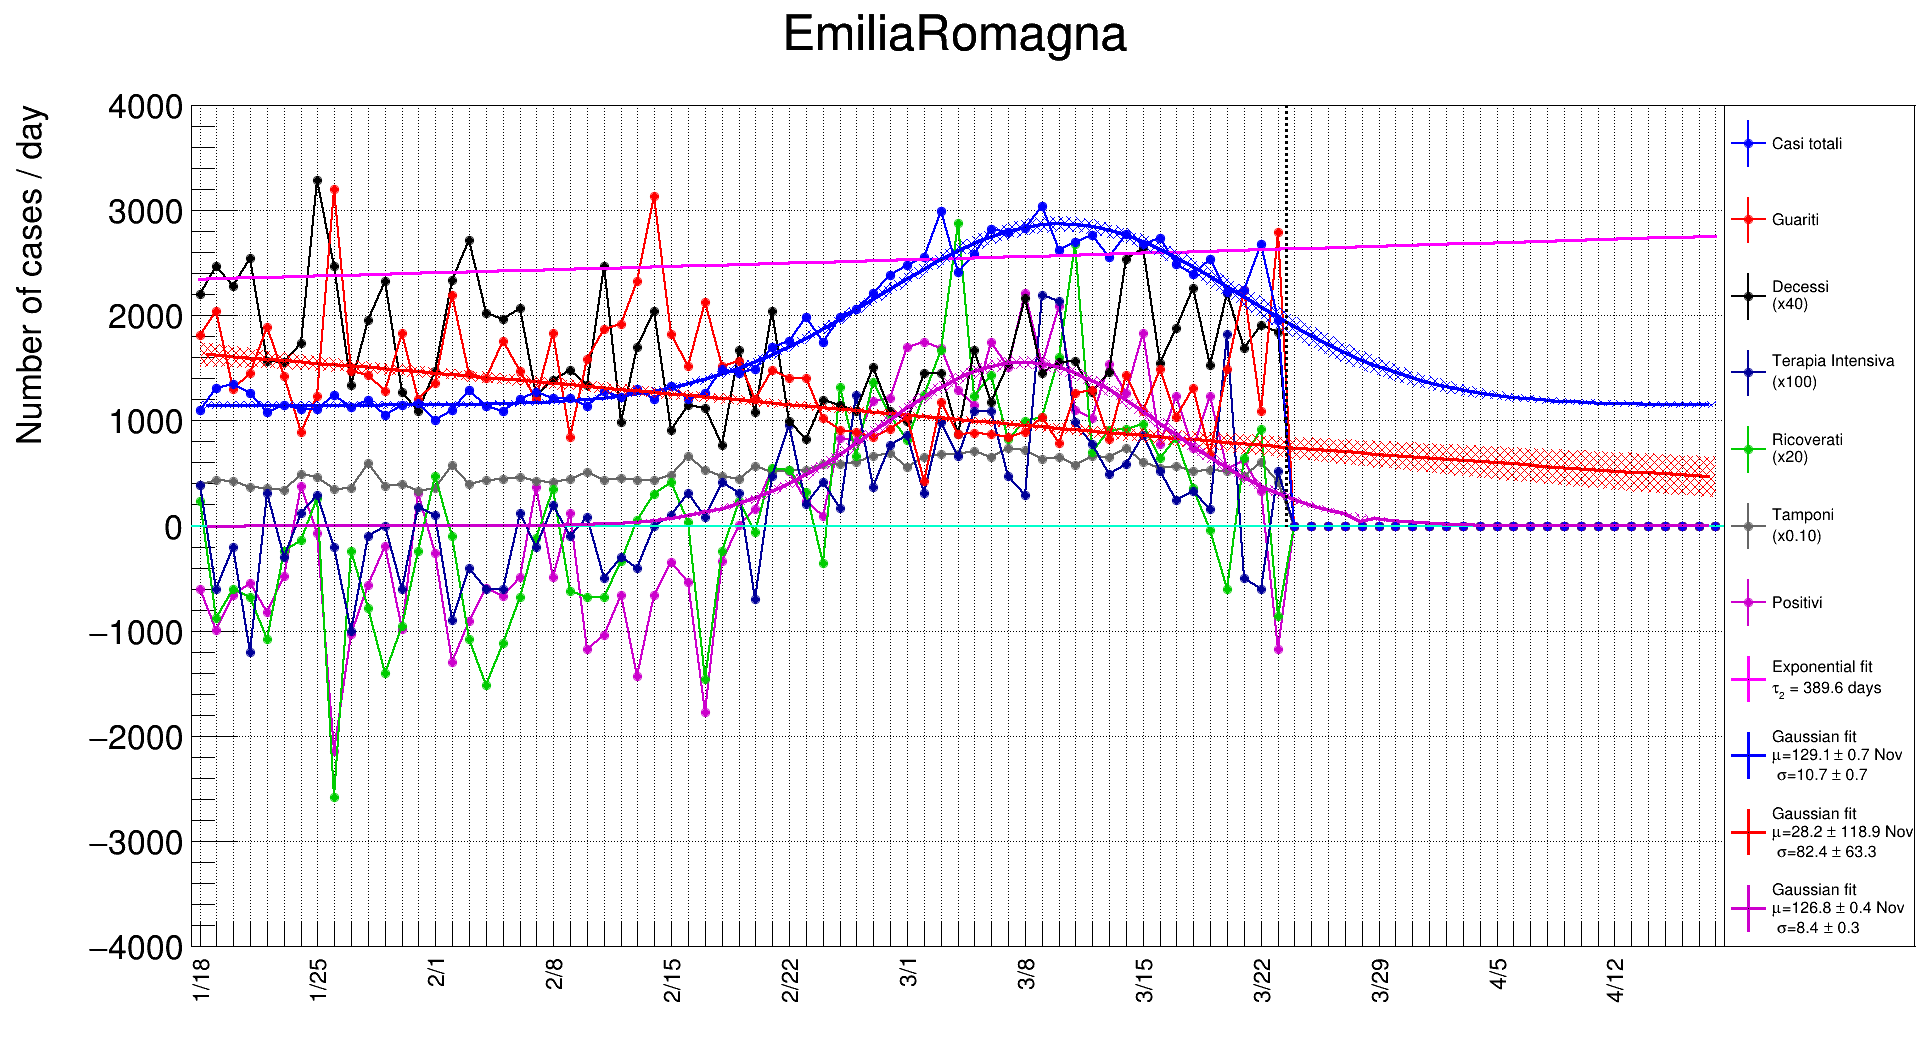 EmiliaRomagna
Number of cases / day
4000
3000
2000
1000
0
−1000
−2000
−3000
−4000
1/18
1/25
2/1
2/8
2/15
2/22
3/1
3/8
3/15
3/22
3/29
4/5
4/12
Casi totali
Guariti
Decessi
(x40)
Terapia Intensiva
(x100)
Ricoverati
(x20)
Tamponi
(x0.10)
Positivi
Exponential fit
τ2 = 389.6 days
Gaussian fit
μ=129.1 ± 0.7 Nov
σ=10.7 ± 0.7
Gaussian fit
μ=28.2 ± 118.9 Nov
σ=82.4 ± 63.3
Gaussian fit
μ=126.8 ± 0.4 Nov
σ=8.4 ± 0.3